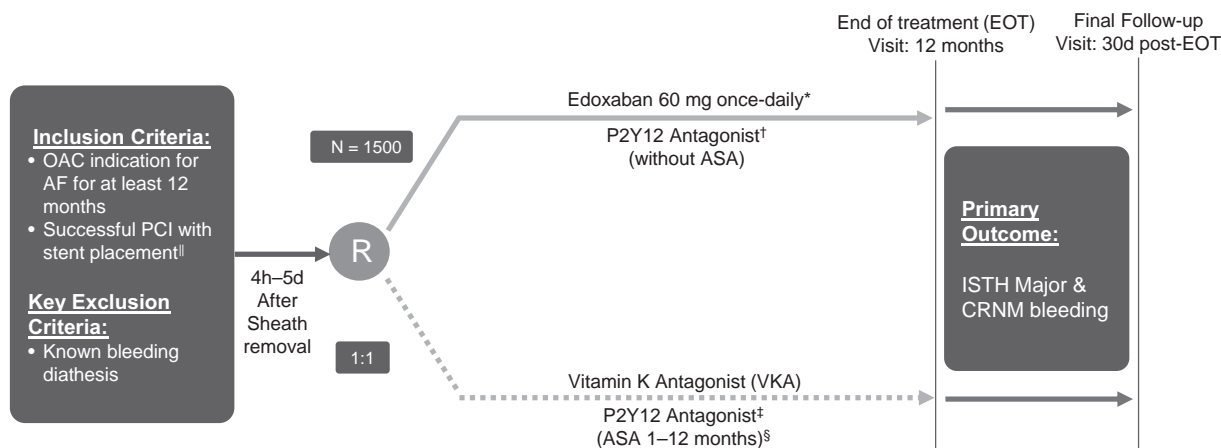 End of treatment (EOT)
Visit: 12 months
Final Follow-up
Visit: 30d post-EOT
Inclusion Criteria:
• OAC indication for
AF for at least 12
months
• Successful PCI with
stent placement||
Key Exclusion
Criteria:
• Known bleeding
diathesis
4h–5d
After
Sheath
removal
N = 1500
R
1:1
Edoxaban 60 mg once-daily*
P2Y12 Antagonist†
(without ASA)
Vitamin K Antagonist (VKA)
P2Y12 Antagonist‡
(ASA 1–12 months)§
Primary
Outcome:
ISTH Major &
CRNM bleeding